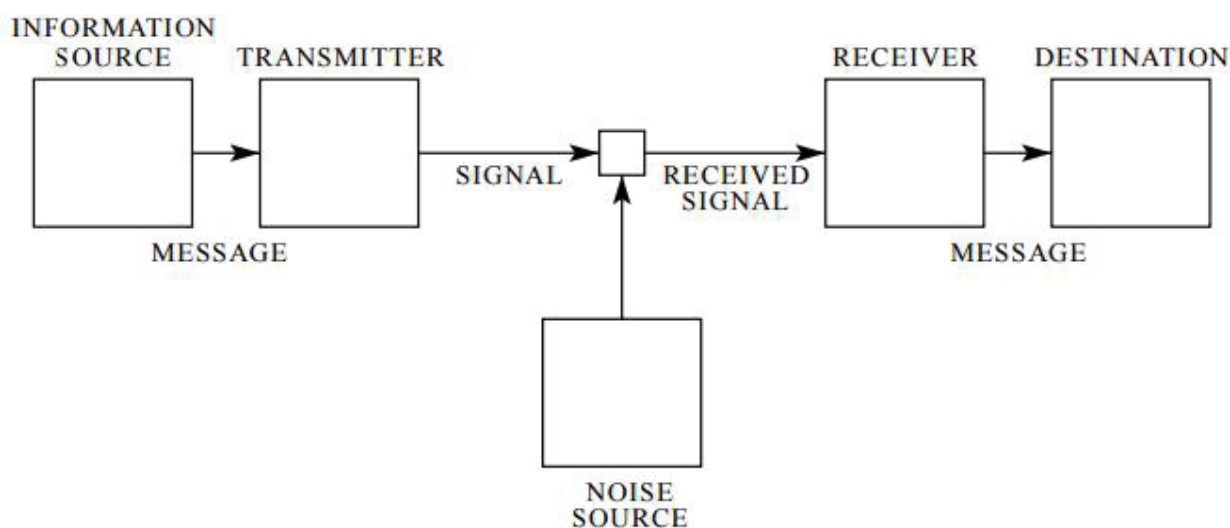 INFORMATION
SOURCE
TRANSMITTER
RECEIVER
DESTINATION
SIGNAL
RECEIVED
SIGNAL
MESSAGE
MESSAGE
NOISE
SOURCE